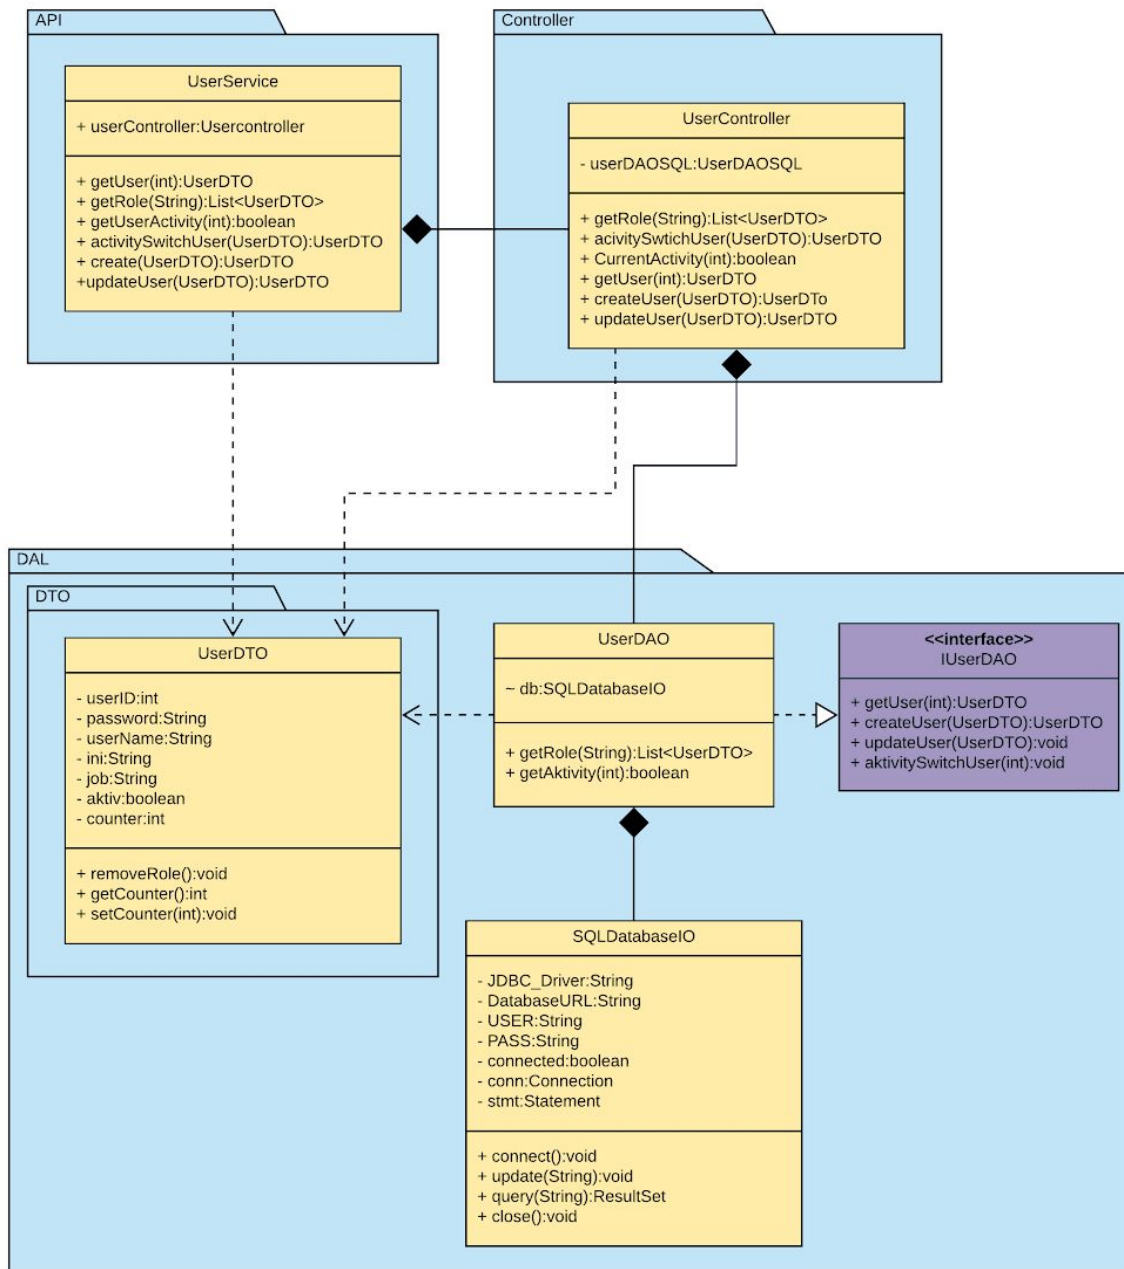 API
UserService
+ userController:Usercontroller
+ getUser(int):UserDTO
+ getRole(String):List<UserDTO>
+ getUserActivity(int):boolean
+ activitySwitchUser(UserDTO):UserDTO
+ create(UserDTO):UserDTO
+updateUser(UserDTO):UserDTO
Controller
UserController
- userDAOSQL:UserDAOSQL
+ getRole(String):List<UserDTO>
+ acivitySwtichUser(UserDTO):UserDTO
+ CurrentActivity(int):boolean
+ getUser(int):UserDTO
+ createUser(UserDTO):UserDTo
+ updateUser(UserDTO):UserDTO
DAL
DTO
UserDTO
- userID:int
- password:String
- userName:String
- ini:String
- job:String
- aktiv:boolean
- counter:int
+ removeRole():void
+ getCounter():int
+ setCounter(int):void
UserDAO
~ db:SQLDatabaseIO
+ getRole(String):List<UserDTO>
+ getAktivity(int):boolean
<<interface>>
IUserDAO
+ getUser(int):UserDTO
+ createUser(UserDTO):UserDTO
+ updateUser(UserDTO):void
+ aktivitySwitchUser(int):void
SQLDatabaseIO
- JDBC_Driver:String
- DatabaseURL:String
- USER:String
- PASS:String
- connected:boolean
- conn:Connection
- stmt:Statement
+ connect():void
+ update(String):void
+ query(String):ResultSet
+ close():void